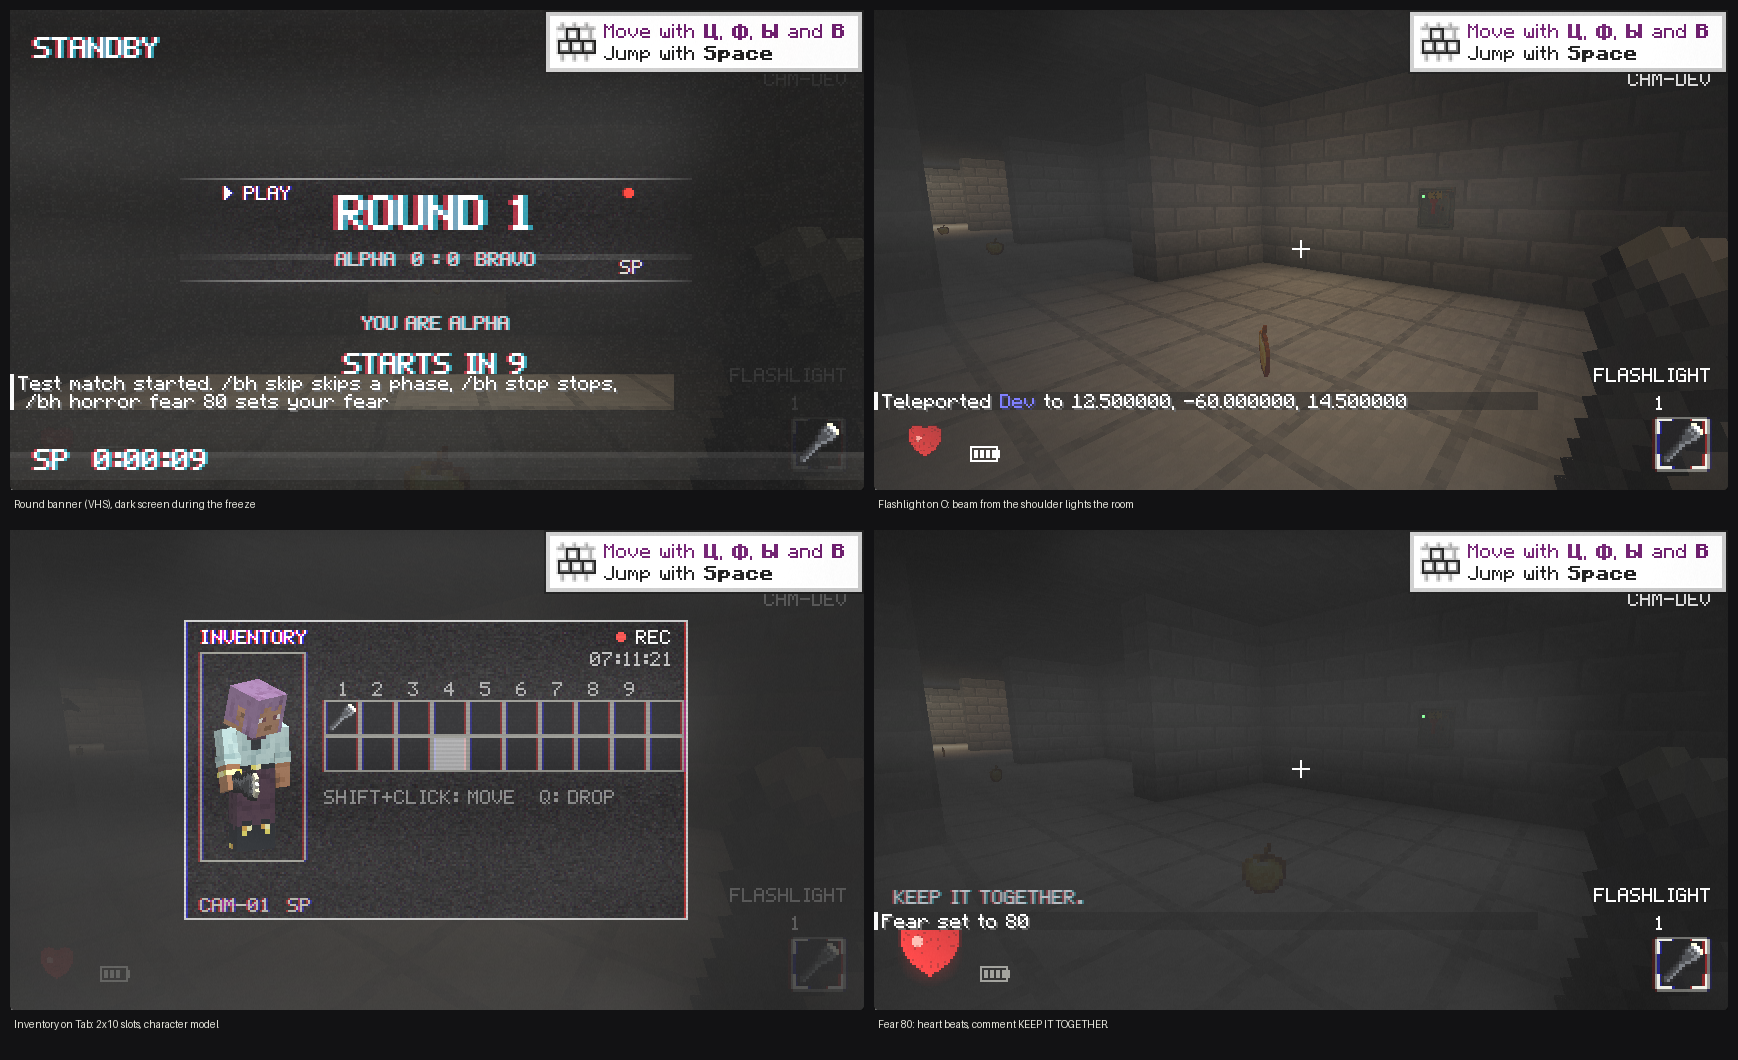 STANDBY
Move with Ц, Ф, Ы and В
Jump with Space
CAM-DEV
PLAY
ROUND 1
ALPHA 0 : 0 BRAVO
SP
YOU ARE ALPHA
STARTS IN 9
Test match started. /bh skip skips a phase, /bh stop stops,
/bh horror fear 80 sets your fear
FLASHLIGHT
1
SP 0:00:09
Round banner (VHS), dark screen during the freeze
Move with Ц, Ф, Ы and В
Jump with Space
CAM-DEV
FLASHLIGHT
1
Teleported Dev to 12.500000, -60.000000, 14.500000
Flashlight on O: beam from the shoulder lights the room
Move with Ц, Ф, Ы and В
Jump with Space
CAM-DEV
INVENTORY
REC
07:11:21
1 2 3 4 5 6 7 8 9
SHIFT+CLICK: MOVE Q: DROP
CAM-01 SP
FLASHLIGHT
1
Inventory on Tab: 2x10 slots, character model
Move with Ц, Ф, Ы and В
Jump with Space
CAM-DEV
KEEP IT TOGETHER.
Fear set to 80
FLASHLIGHT
1
Fear 80: heart beats, comment KEEP IT TOGETHER